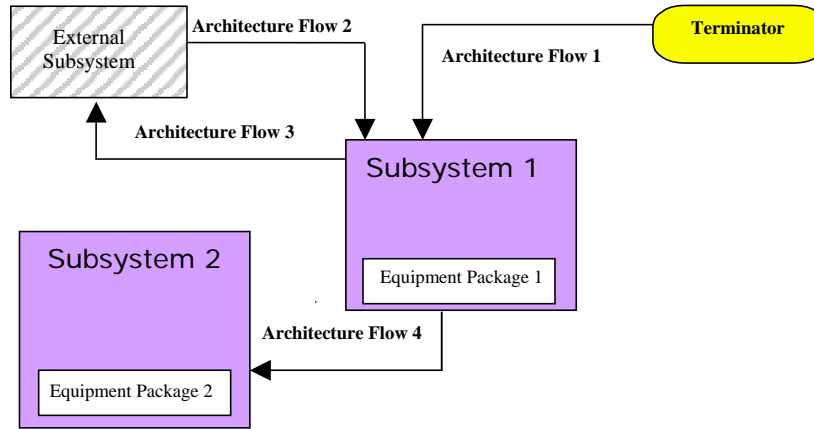 External
Subsystem
Architecture Flow 2
Terminator
Architecture Flow 1
Architecture Flow 3
Subsystem 1
Subsystem 2
Equipment Package 1
Architecture Flow 4
Equipment Package 2